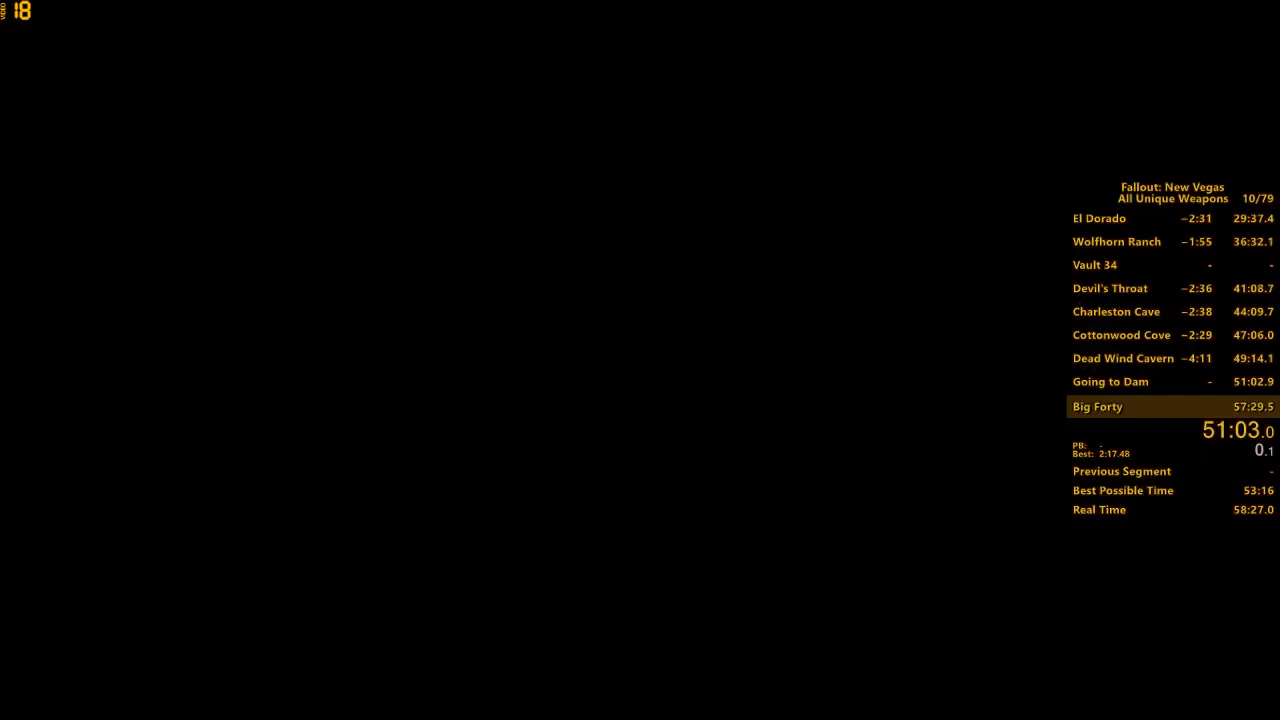 VIDEO 18
Fallout: New Vegas
All Unique Weapons 10/79
El Dorado −2:31 29:37.4
Wolfhorn Ranch −1:55 36:32.1
Vault 34 - -
Devil's Throat −2:36 41:08.7
Charleston Cave −2:38 44:09.7
Cottonwood Cove −2:29 47:06.0
Dead Wind Cavern −4:11 49:14.1
Going to Dam - 51:02.9
Big Forty 57:29.5
51:03.0
PB: - 0.1
Best: 2:17.48
Previous Segment -
Best Possible Time 53:16
Real Time 58:27.0